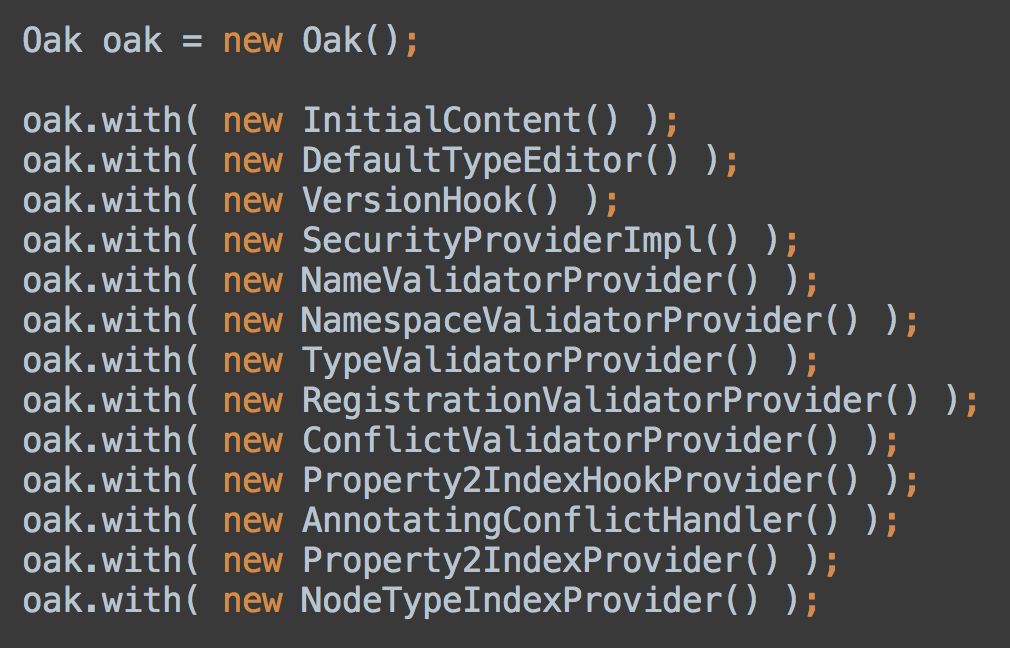 Oak oak = new Oak();
oak.with( new InitialContent() );
oak.with( new DefaultTypeEditor() );
oak.with( new VersionHook() );
oak.with( new SecurityProviderImpl() );
oak.with( new NameValidatorProvider() );
oak.with( new NamespaceValidatorProvider() );
oak.with( new TypeValidatorProvider() );
oak.with( new RegistrationValidatorProvider() );
oak.with( new ConflictValidatorProvider() );
oak.with( new Property2IndexHookProvider() );
oak.with( new AnnotatingConflictHandler() );
oak.with( new Property2IndexProvider() );
oak.with( new NodeTypeIndexProvider() );